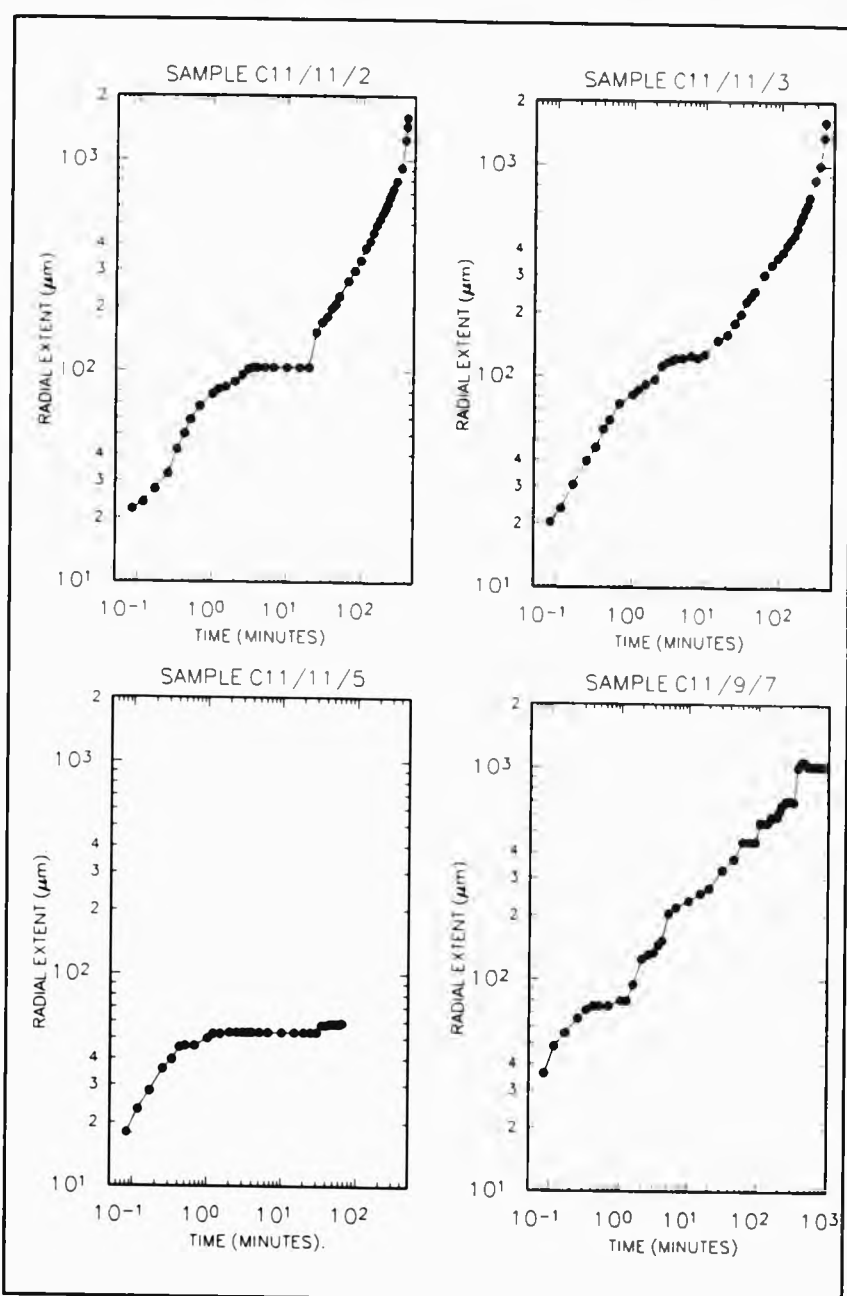 SAMPLE C11/11/2
2
10³
4
3
2
10²
4
3
2
10¹
RADIAL EXTENT (μm)
10⁻¹ 10⁰ 10¹ 10²
TIME (MINUTES)
SAMPLE C11/11/3
2
10³
4
3
2
10²
4
3
2
10¹
RADIAL EXTENT (μm)
10⁻¹ 10⁰ 10¹ 10²
TIME (MINUTES)
SAMPLE C11/11/5
2
10³
4
3
2
10²
4
3
2
10¹
RADIAL EXTENT (μm)
10⁻¹ 10⁰ 10¹ 10²
TIME (MINUTES).
SAMPLE C11/9/7
2
10³
4
3
2
10²
4
3
2
10¹
RADIAL EXTENT (μm)
10⁻¹ 10⁰ 10¹ 10² 10³
TIME (MINUTES)